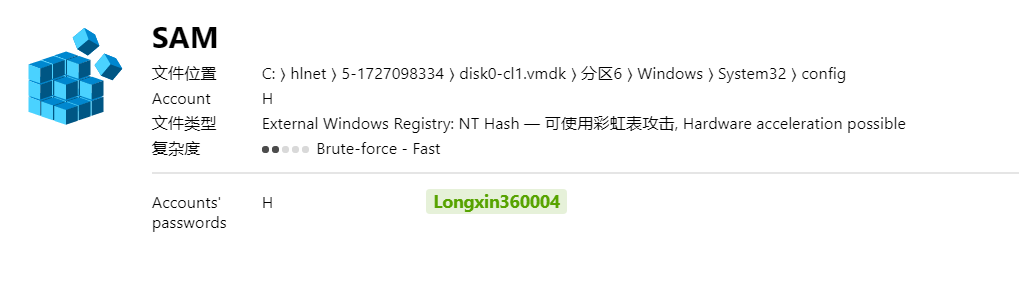 SAM
文件位置 C: 〉hlnet 〉5-1727098334 〉disk0-cl1.vmdk 〉分区6 〉Windows 〉System32 〉config
Account H
文件类型 External Windows Registry: NT Hash — 可使用彩虹表攻击, Hardware acceleration possible
复杂度 Brute-force - Fast
Accounts' passwords H Longxin360004